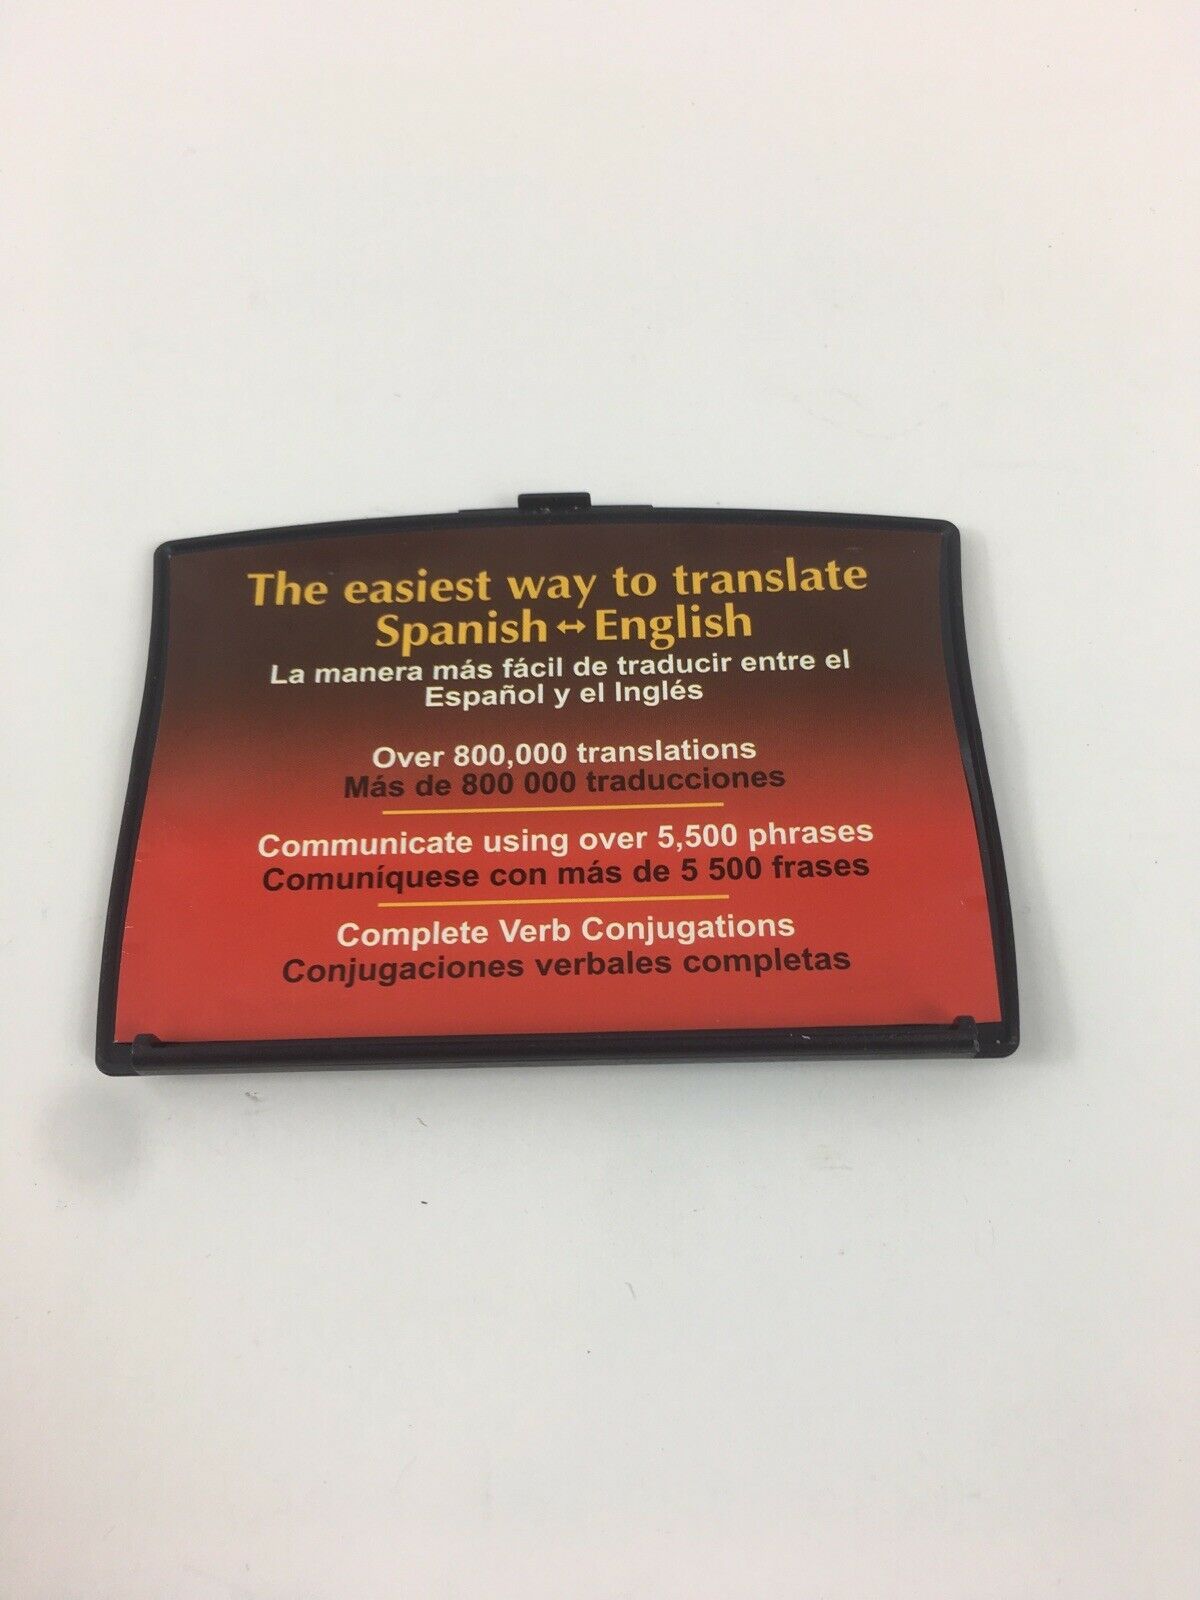 The easiest way to translate
Spanish ↔ English
La manera más fácil de traducir entre el
Español y el Inglés
Over 800,000 translations
Más de 800 000 traducciones
Communicate using over 5,500 phrases
Comuníquese con más de 5 500 frases
Complete Verb Conjugations
Conjugaciones verbales completas